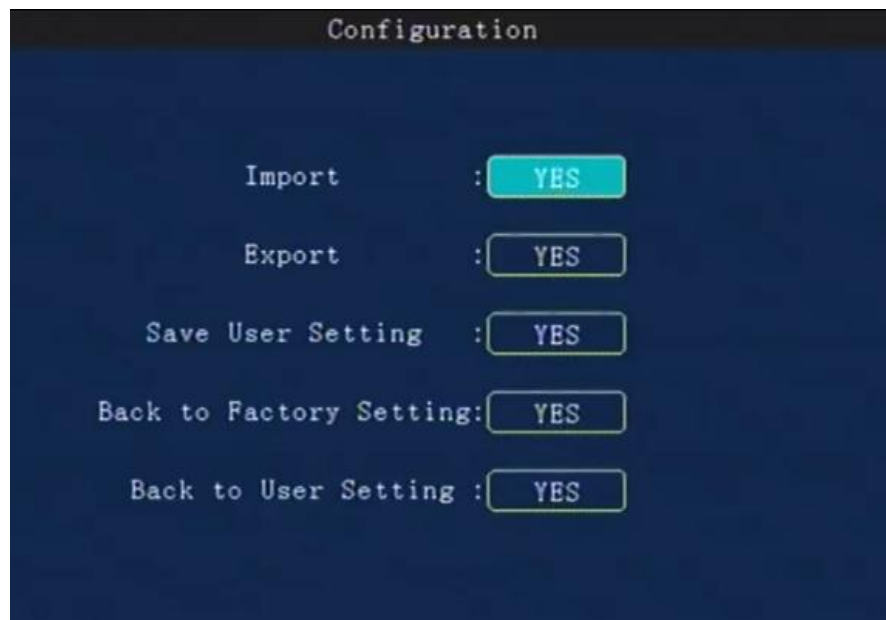 Configuration
Import : YES
Export : YES
Save User Setting : YES
Back to Factory Setting: YES
Back to User Setting : YES